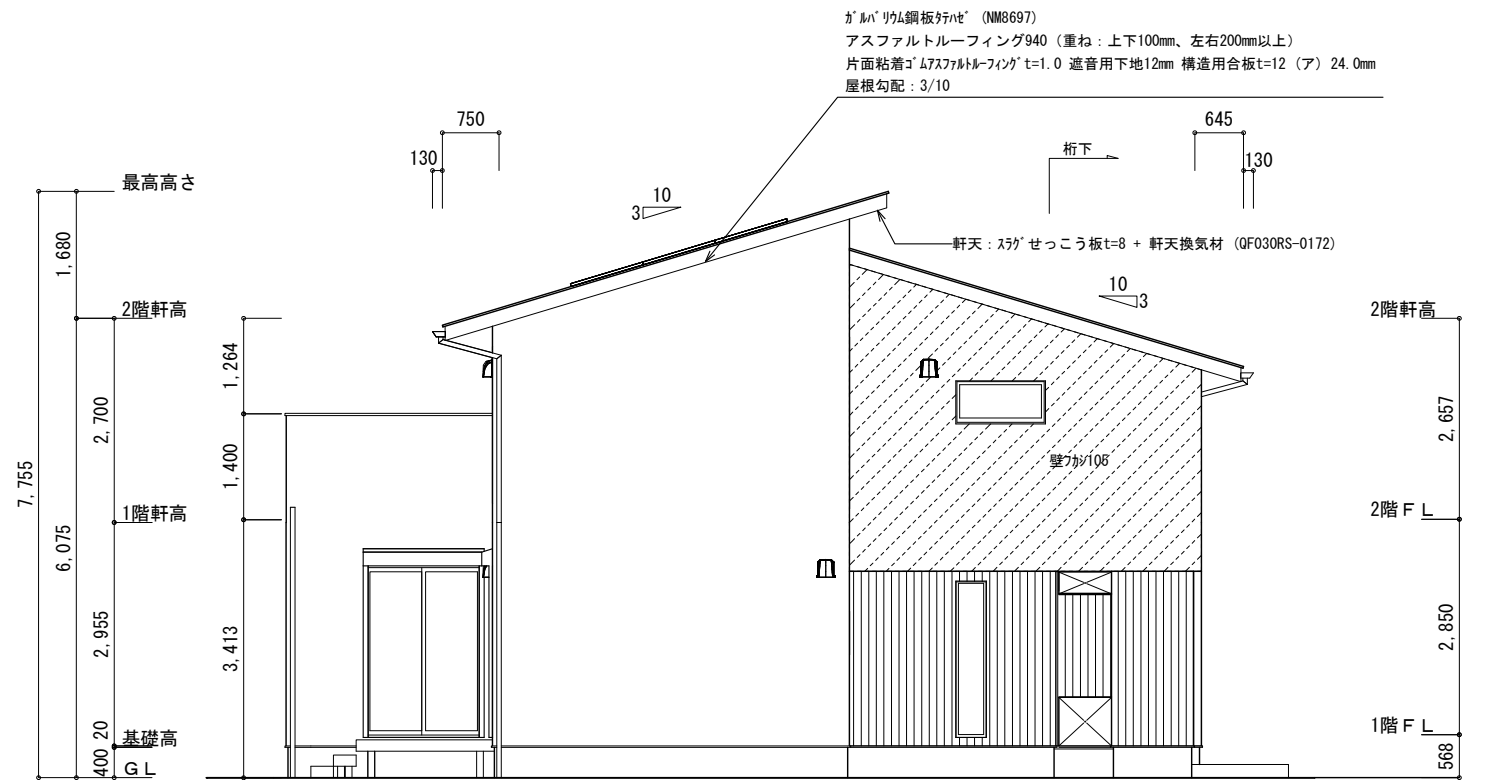 ｶﾞﾙﾊﾞﾘｳﾑ鋼板ﾀﾃﾊｾﾞ (NM8697)
アスファルトルーフィング940（重ね：上下100mm、左右200mm以上）
片面粘着ｺﾞﾑｱｽﾌｧﾙﾄﾙｰﾌｨﾝｸﾞt=1.0 遮音用下地12mm 構造用合板t=12（ア）24.0mm
屋根勾配：3/10
750
645
130
桁下
130
最高高さ
10
3
1,680
軒天：ｽﾗｸﾞせっこう板t=8 + 軒天換気材（QF030RS-0172）
10
3
2階軒高
2階軒高
1,264
2,700
2,657
1,400
壁ﾌｶｼ105
7,755
1階軒高
2階ＦＬ
6,075
2,955
3,413
2,850
20
基礎高
1階ＦＬ
400
ＧＬ
568